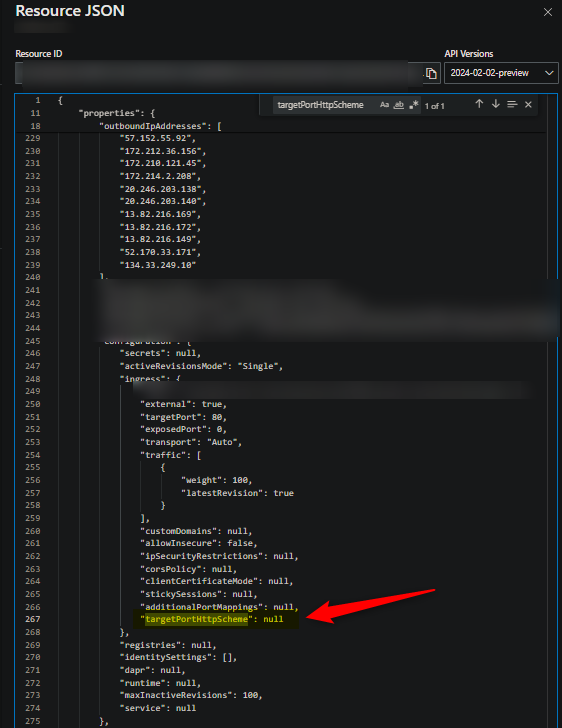 Resource JSON
Resource ID
API Versions
2024-02-02-preview
targetPortHttpScheme
Aa
ab
1 of 1
1 {
11 "properties": {
18 "outboundIpAddresses": [
229 "57.152.55.92",
230 "172.212.36.156",
231 "172.210.121.45",
232 "172.214.2.208",
233 "20.246.203.138",
234 "20.246.203.140",
235 "13.82.216.169",
236 "13.82.216.172",
237 "13.82.216.149",
238 "52.170.33.171",
239 "134.33.249.10"
240 ],
241
242
243
244
245 "configuration": {
246 "secrets": null,
247 "activeRevisionsMode": "Single",
248 "ingress": {
250 "external": true,
251 "targetPort": 80,
252 "exposedPort": 0,
253 "transport": "Auto",
254 "traffic": [
255 {
256 "weight": 100,
257 "latestRevision": true
258 }
259 ],
260 "customDomains": null,
261 "allowInsecure": false,
262 "ipSecurityRestrictions": null,
263 "corsPolicy": null,
264 "clientCertificateMode": null,
265 "stickySessions": null,
266 "additionalPortMappings": null,
267 "targetPortHttpScheme": null
268 },
269 "registries": null,
270 "identitySettings": [],
271 "dapr": null,
272 "runtime": null,
273 "maxInactiveRevisions": 100,
274 "service": null
275 },